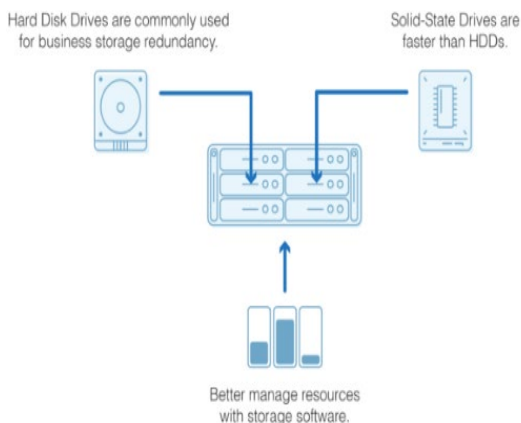 Hard Disk Drives are commonly used
for business storage redundancy.
Solid-State Drives are
faster than HDDs.
Better manage resources
with storage software.